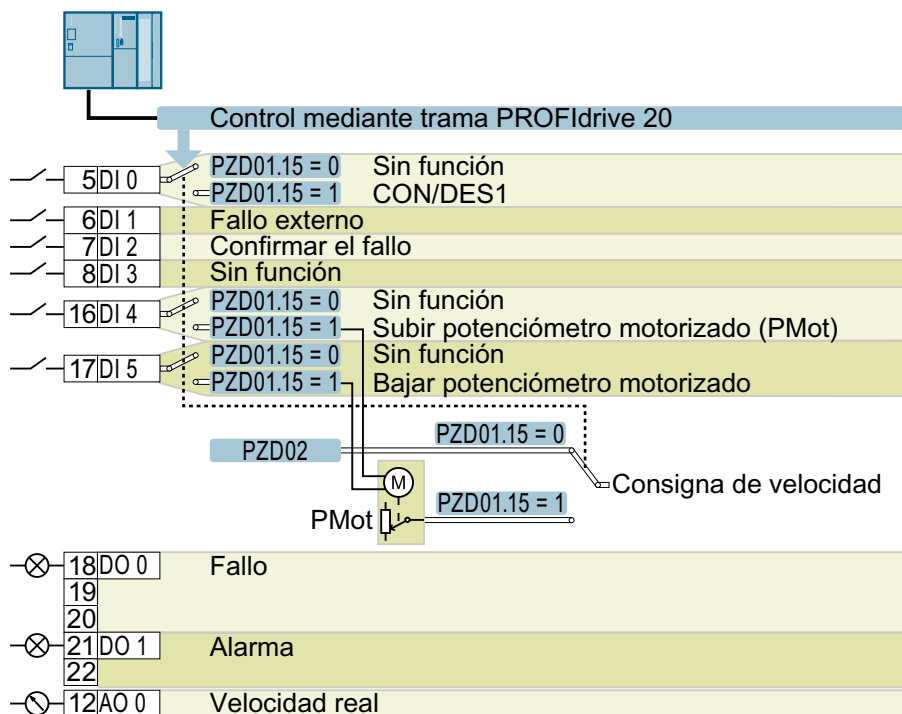 Control mediante trama PROFIdrive 20
PZD01.15 = 0 Sin función
5 DI 0
PZD01.15 = 1 CON/DES1
6 DI 1 Fallo externo
7 DI 2 Confirmar el fallo
8 DI 3 Sin función
PZD01.15 = 0 Sin función
16 DI 4
PZD01.15 = 1 Subir potenciómetro motorizado (PMot)
PZD01.15 = 0 Sin función
17 DI 5
PZD01.15 = 1 Bajar potenciómetro motorizado
PZD01.15 = 0
PZD02
Consigna de velocidad
M
PZD01.15 = 1
PMot
18 DO 0 Fallo
19
20
21 DO 1 Alarma
22
12 AO 0 Velocidad real